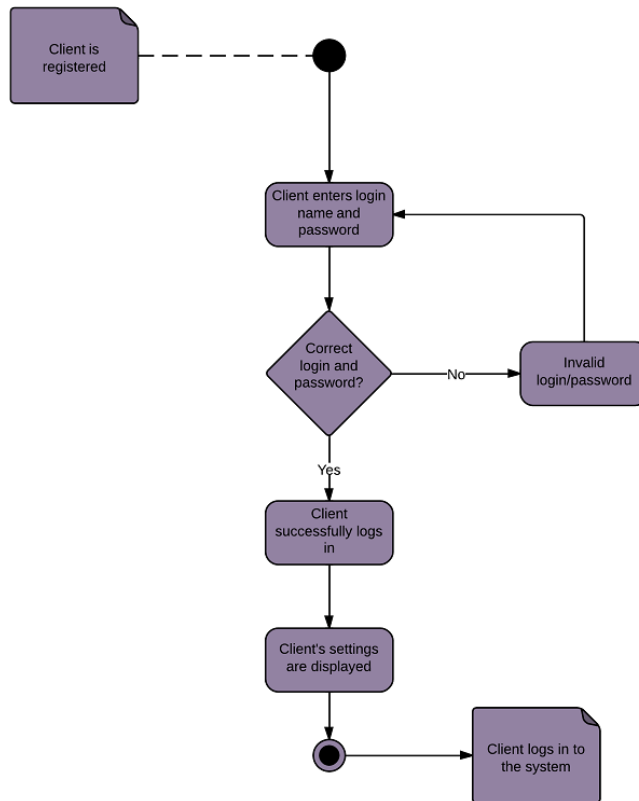 Client is
registered
Client enters login
name and
password
Correct
login and
password?
No
Invalid
login/password
Yes
Client
successfully logs
in
Client's settings
are displayed
Client logs in to
the system